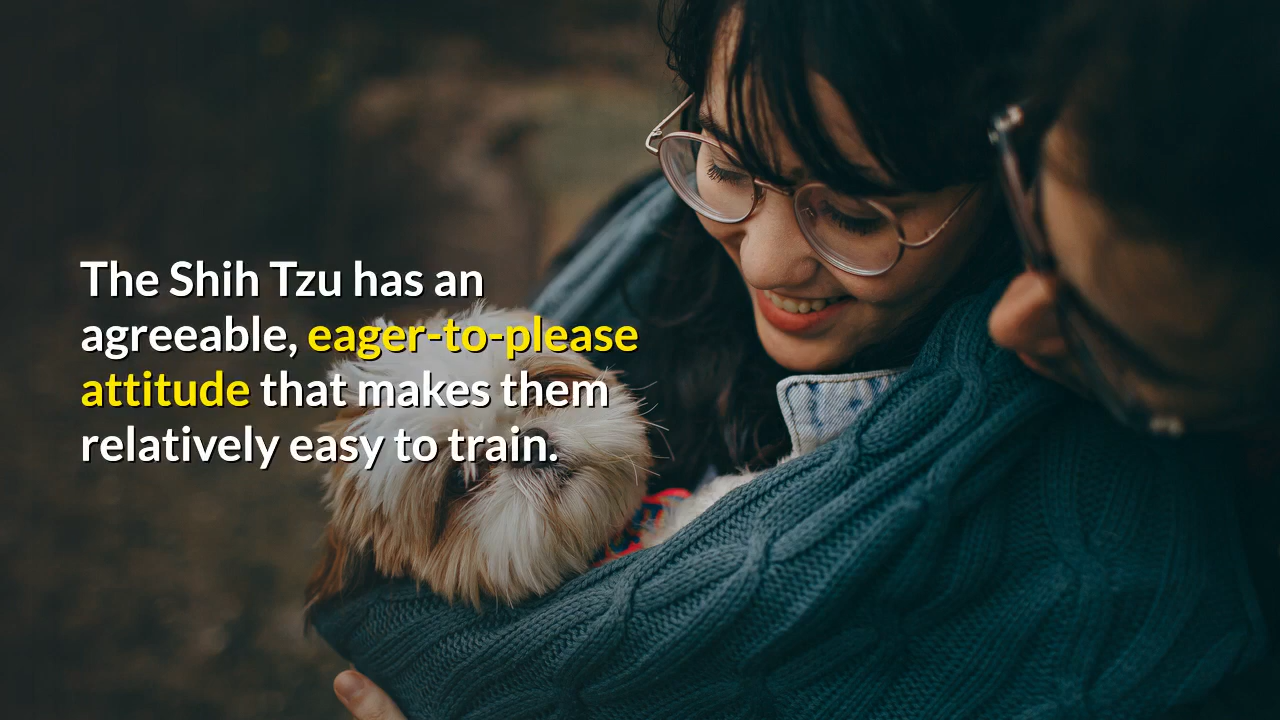 The Shih Tzu has an
agreeable, eager-to-please
attitude that makes them
relatively easy to train.